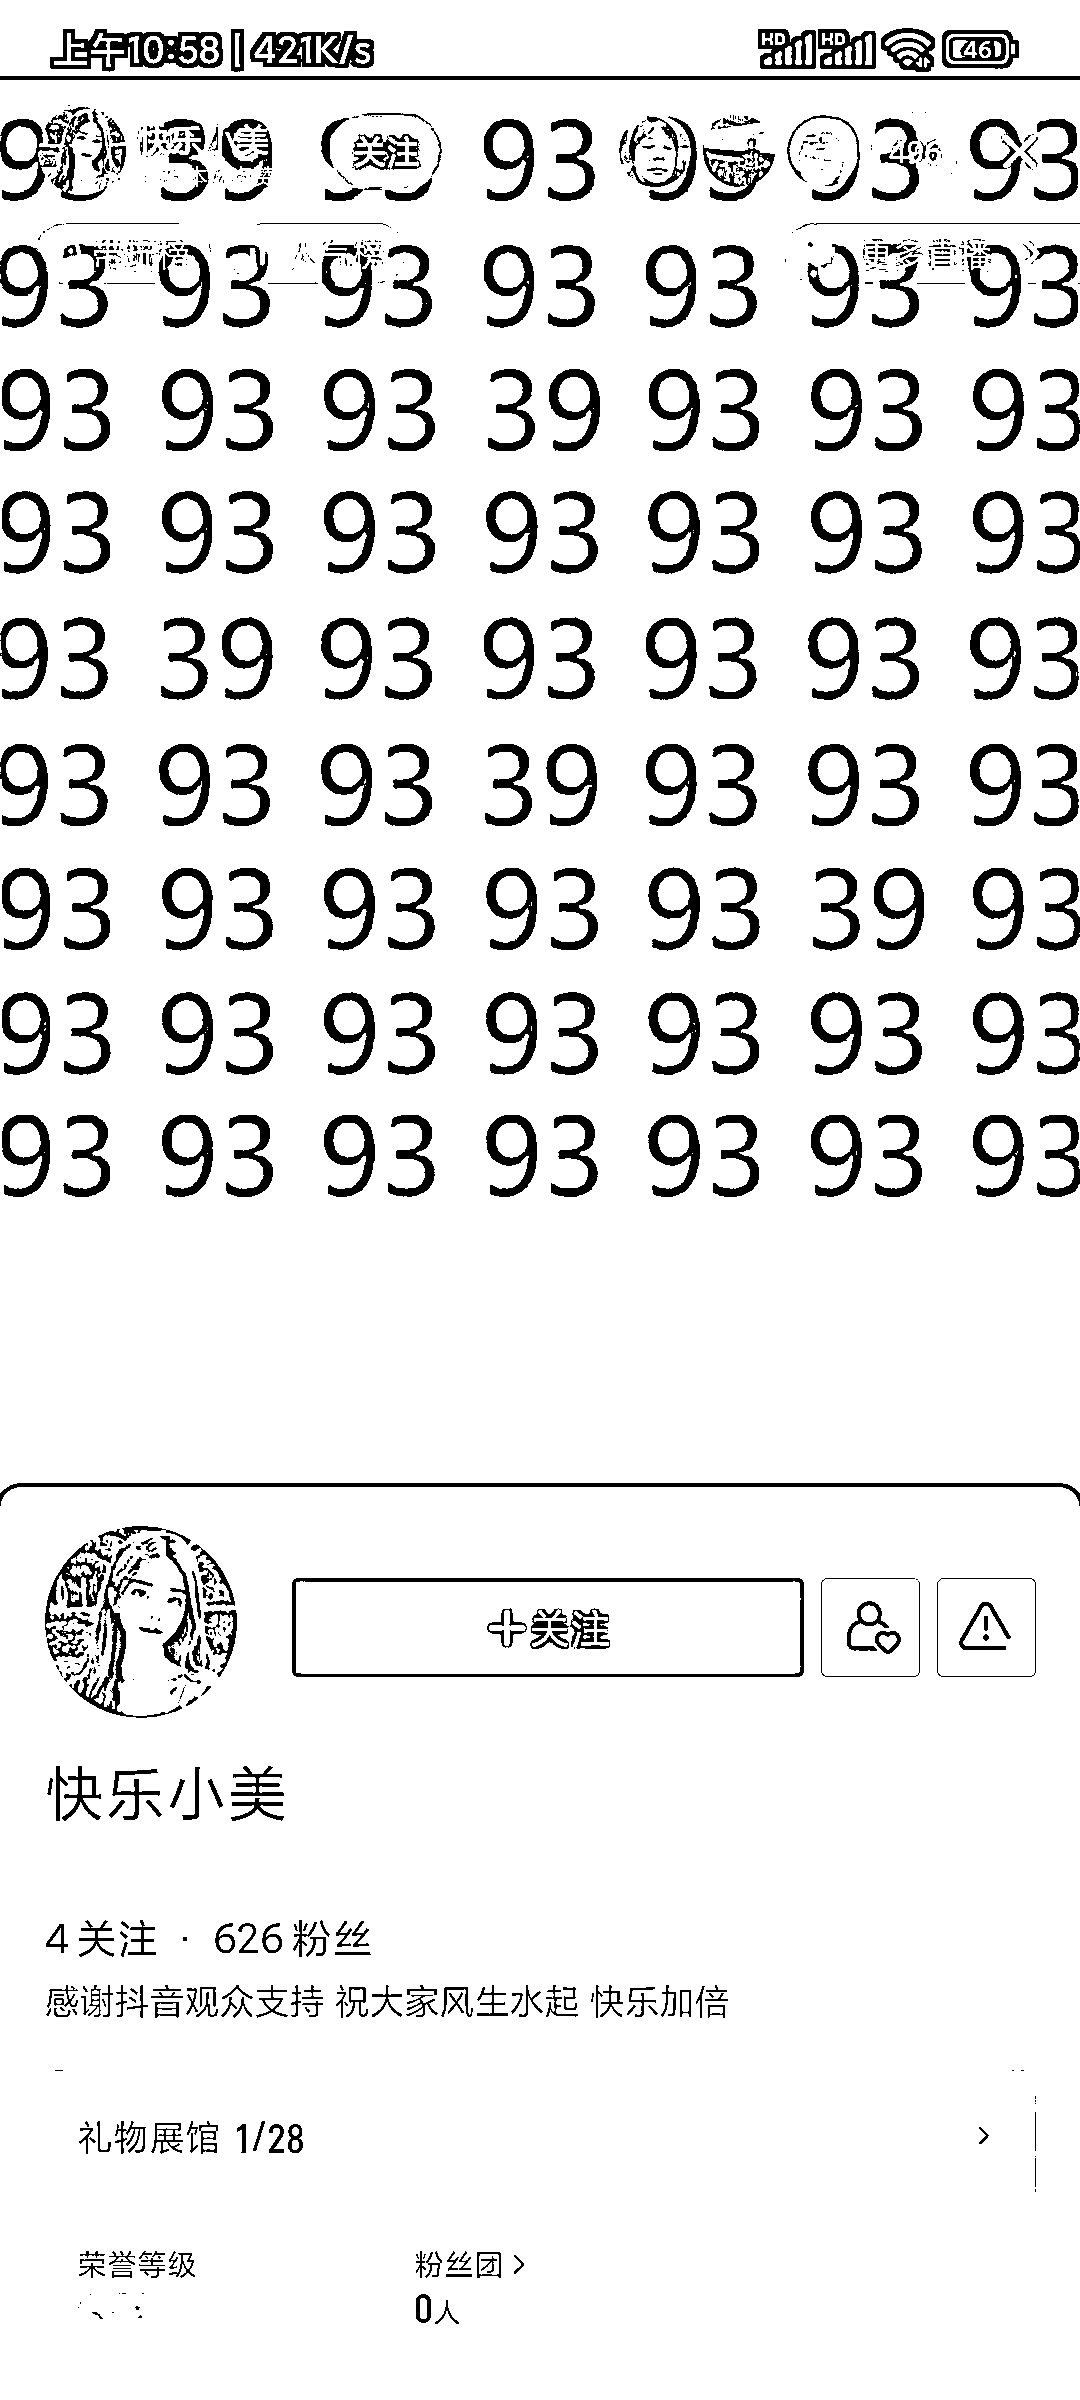 上午10:58 | 421K/s HD HD 46
93 快乐小美 39 关注 93 93 93 496 93
93 93 93 93 93 93 93
带玩榜 人气榜 更多直播
93 93 93 39 93 93 93
93 93 93 93 93 93 93
93 39 93 93 93 93 93
93 93 93 39 93 93 93
93 93 93 93 93 39 93
93 93 93 93 93 93 93
93 93 93 93 93 93 93
+关注
快乐小美
4关注 · 626粉丝
感谢抖音观众支持 祝大家风生水起 快乐加倍
礼物展馆 1/28
荣誉等级 粉丝团
0人